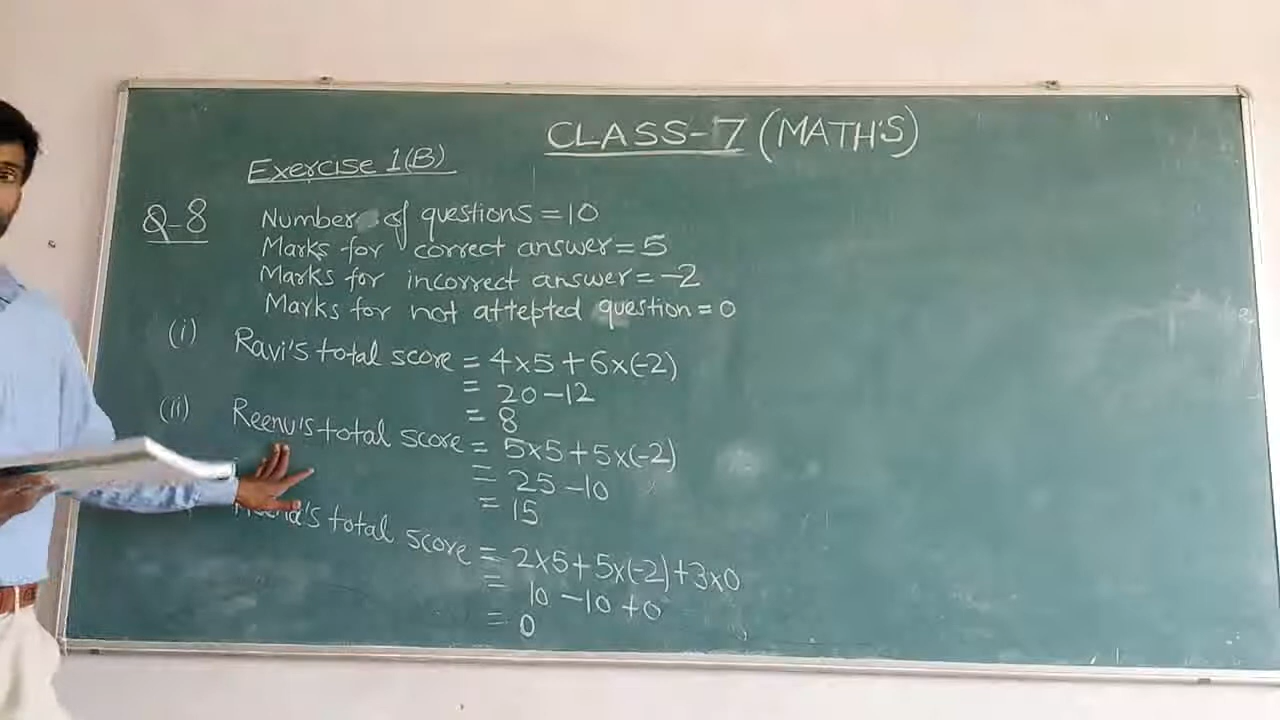 CLASS-7 (MATH'S)
Exercise 1(B)
Q-8 Number of questions = 10
Marks for correct answer = 5
Marks for incorrect answer = -2
Marks for not attepted question = 0
(i) Ravi's total score = 4×5+6×(-2)
= 20-12
= 8
(ii) Reenu's total score = 5×5+5×(-2)
= 25-10
= 15
total score = 2×5+5×(-2)+3×0
= 10-10+0
= 0